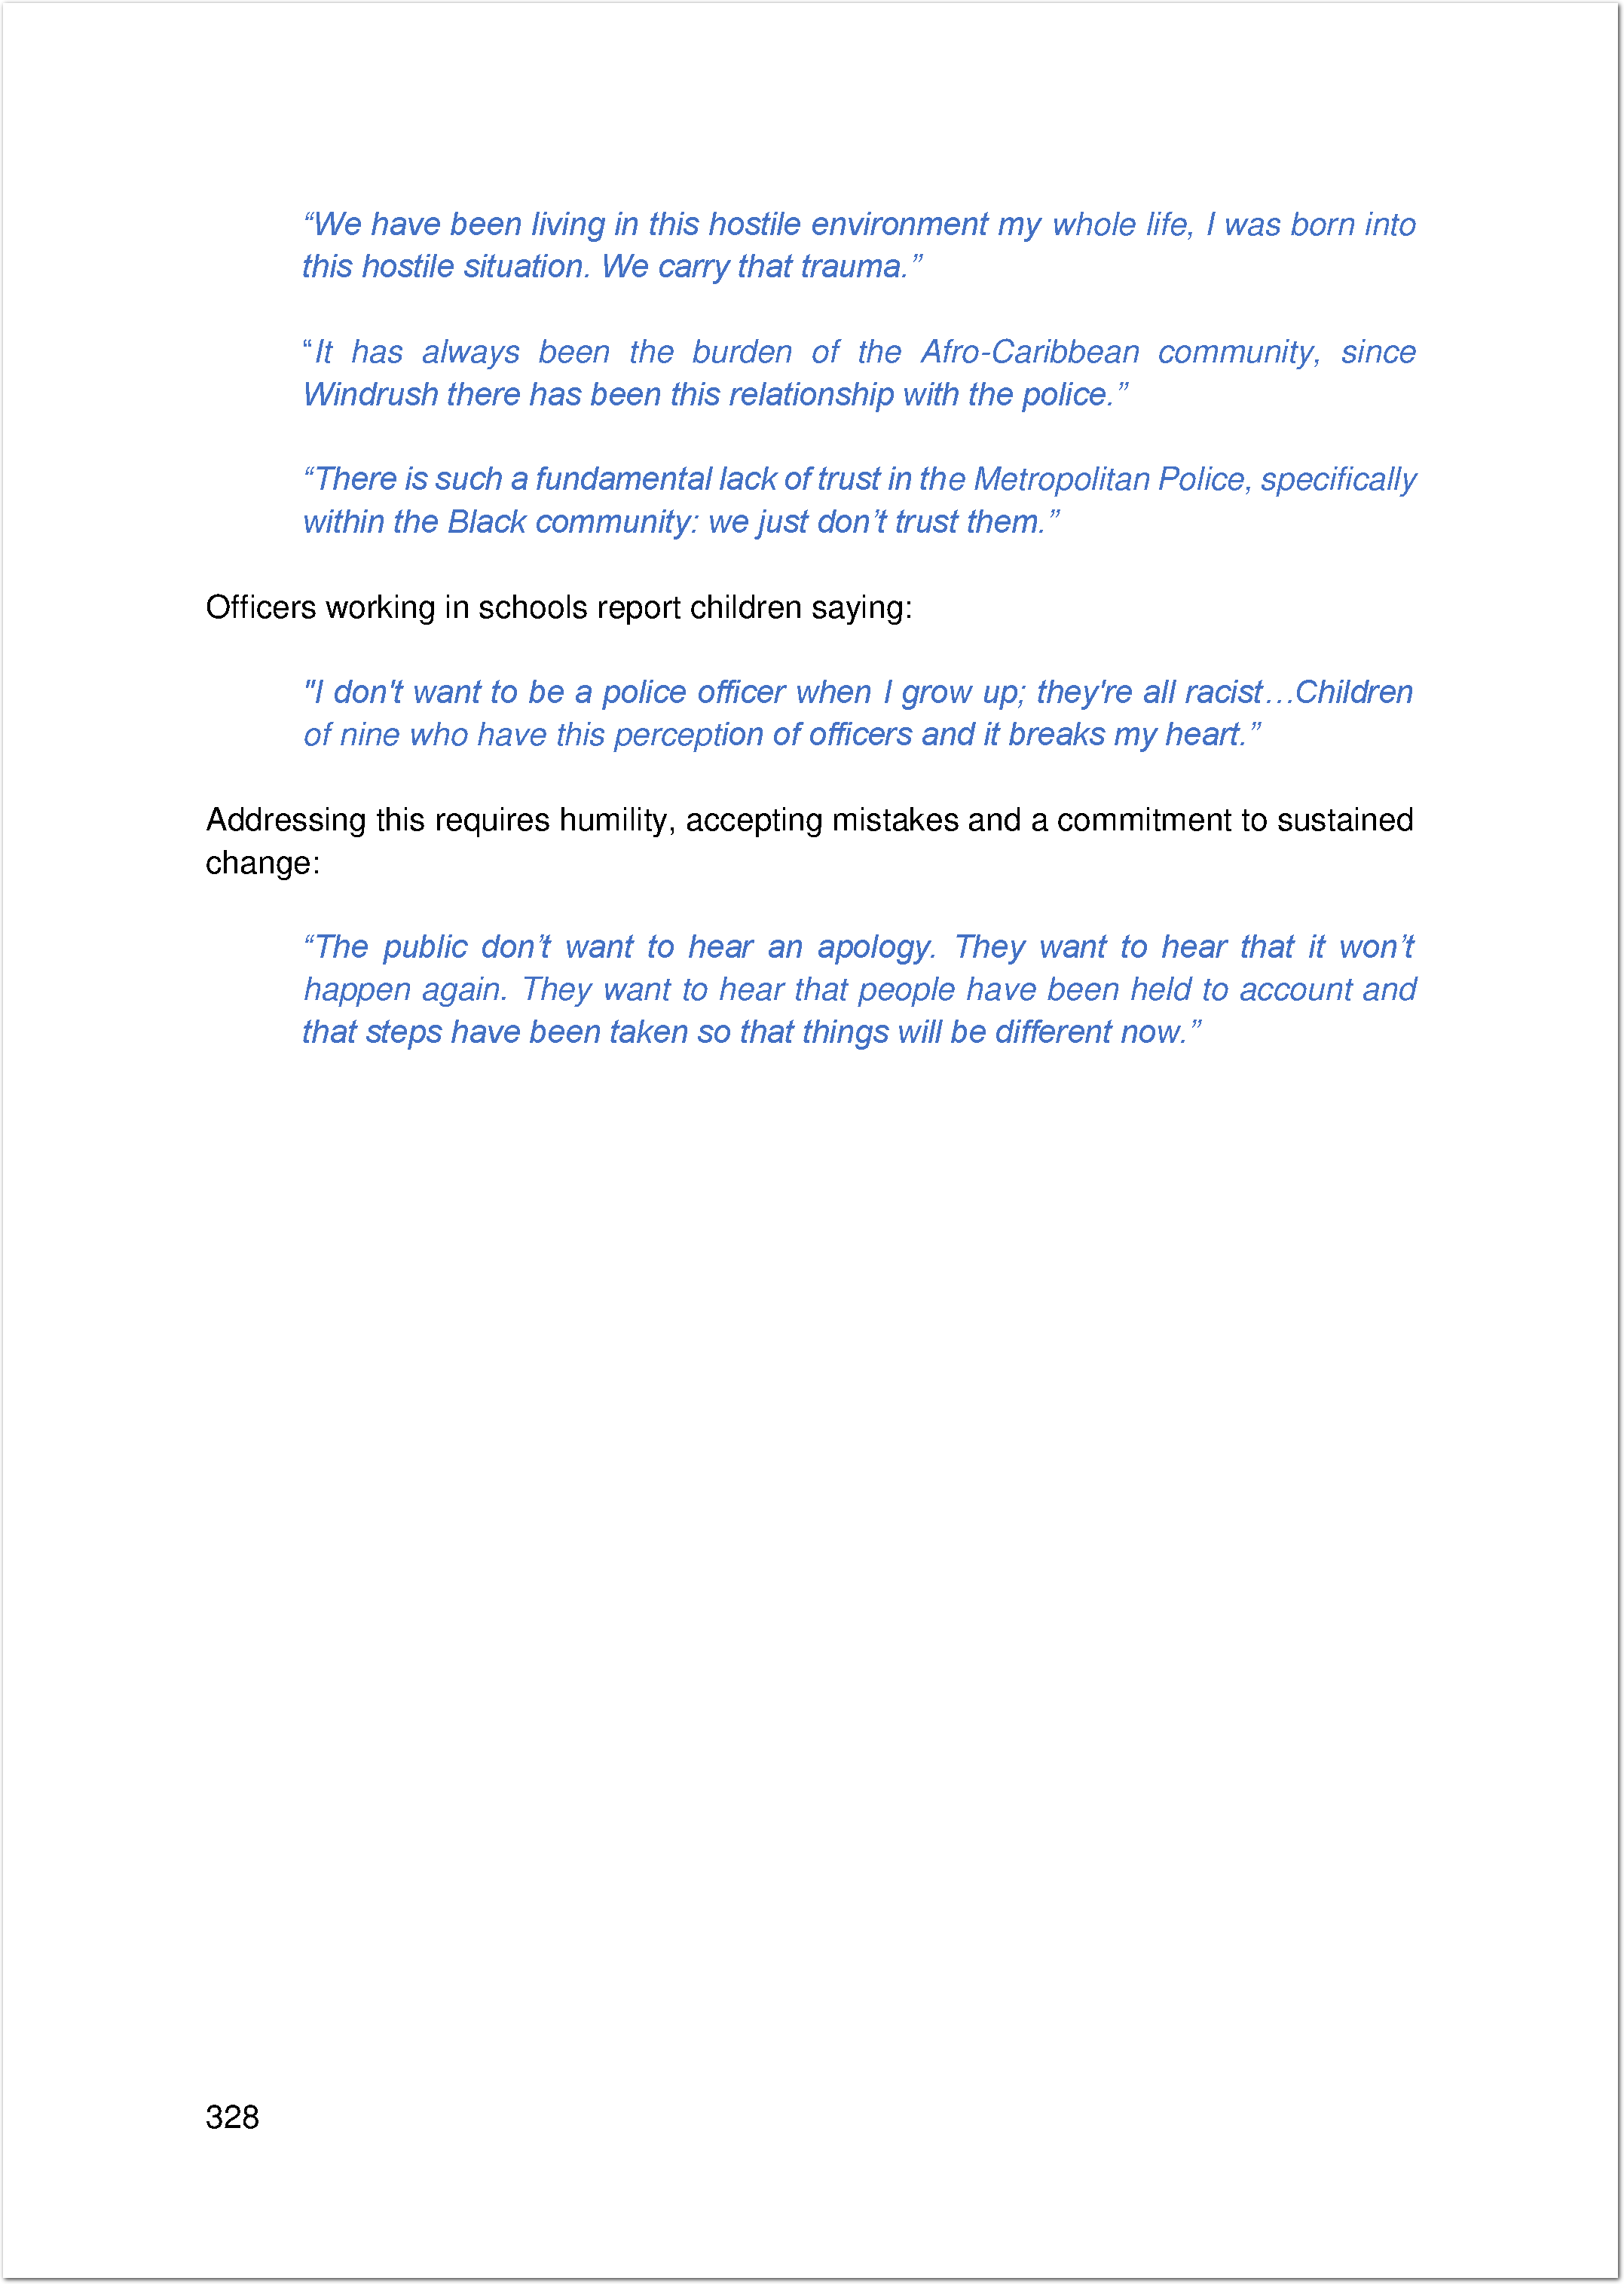 “We have been living in this hostile environment my whole life, I was born into
this hostile situation. We carry that trauma.”
“It has always been the burden of the Afro-Caribbean community, since
Windrush there has been this relationship with the police.”
“There is such a fundamental lack of trust in the Metropolitan Police, specifically
within the Black community: we just don’t trust them.”
Officers working in schools report children saying:
"I don't want to be a police officer when I grow up; they're all racist…Children
of nine who have this perception of officers and it breaks my heart.”
Addressing this requires humility, accepting mistakes and a commitment to sustained
change:
“The public don’t want to hear an apology. They want to hear that it won’t
happen again. They want to hear that people have been held to account and
that steps have been taken so that things will be different now.”
328